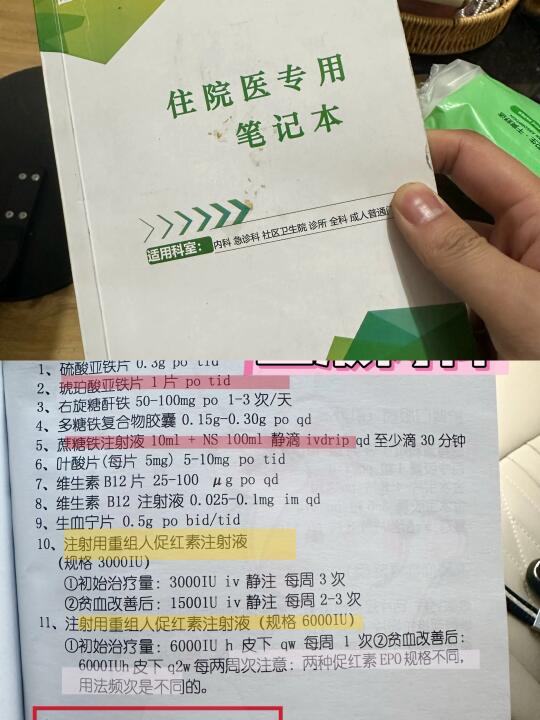 住院医专用
笔记本
适用科室：
内科 急诊科 社区卫生院 诊所 全科 成人普通
1、硫酸亚铁片 0.3g po tid
2、琥珀酸亚铁片 1 片 po tid
3、右旋糖酐铁 50-100mg po 1-3 次/天
4、多糖铁复合物胶囊 0.15g-0.30g po qd
5、蔗糖铁注射液 10ml + NS 100ml 静滴 ivdrip qd 至少滴 30 分钟
6、叶酸片(每片 5mg) 5-10mg po tid
7、维生素 B12 片 25-100 μg po qd
8、维生素 B12 注射液 0.025-0.1mg im qd
9、生血宁片 0.5g po bid/tid
10、注射用重组人促红素注射液
(规格 3000IU)
①初始治疗量：3000IU iv 静注 每周 3 次
②贫血改善后：1500IU iv 静注 每周 2-3 次
11、注射用重组人促红素注射液 (规格 6000IU)
①初始治疗量：6000IU h 皮下 qw 每周 1 次②贫血改善后：
6000IUh 皮下 q2w 每两周次注意：两种促红素 EPO 规格不同，
用法频次是不同的。